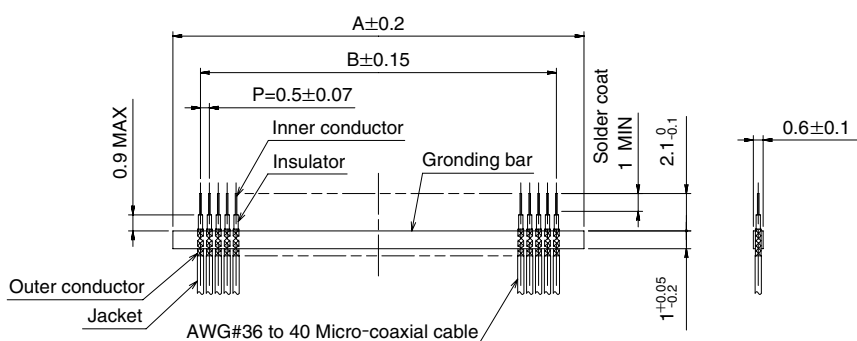 A±0.2
B±0.15
P=0.5±0.07
0.9 MAX
Inner conductor
Insulator
Gronding bar
Solder coat
1 MIN
2.1 0 -0.1
0.6±0.1
Outer conductor
Jacket
AWG#36 to 40 Micro-coaxial cable
1 +0.05 -0.2